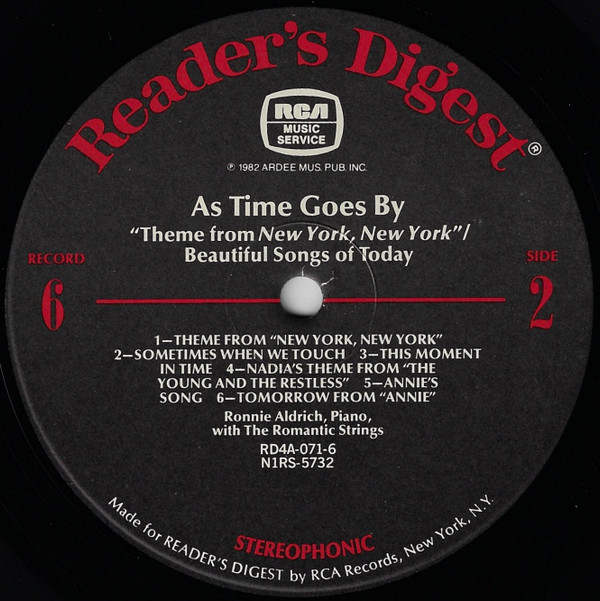 Reader's Digest®
RCA
MUSIC
SERVICE
℗ 1982 ARDEE MUS. PUB. INC.
As Time Goes By
“Theme from New York, New York”/
Beautiful Songs of Today
RECORD
6
SIDE
2
1—THEME FROM “NEW YORK, NEW YORK”
2—SOMETIMES WHEN WE TOUCH 3—THIS MOMENT
IN TIME 4—NADIA'S THEME FROM “THE
YOUNG AND THE RESTLESS” 5—ANNIE'S
SONG 6—TOMORROW FROM “ANNIE”
Ronnie Aldrich, Piano,
with The Romantic Strings
RD4A-071-6
N1RS-5732
STEREOPHONIC
Made for READER'S DIGEST by RCA Records, New York, N.Y.